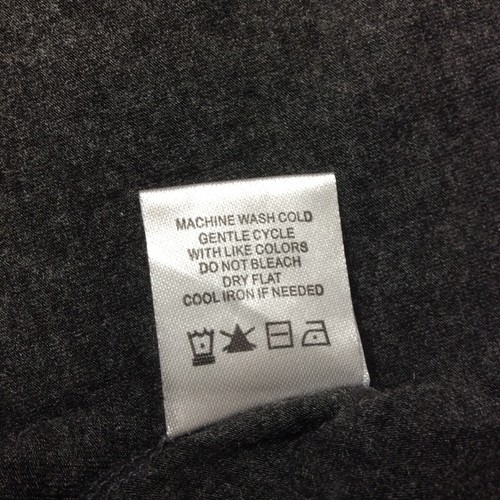 MACHINE WASH COLD
GENTLE CYCLE
WITH LIKE COLORS
DO NOT BLEACH
DRY FLAT
COOL IRON IF NEEDED